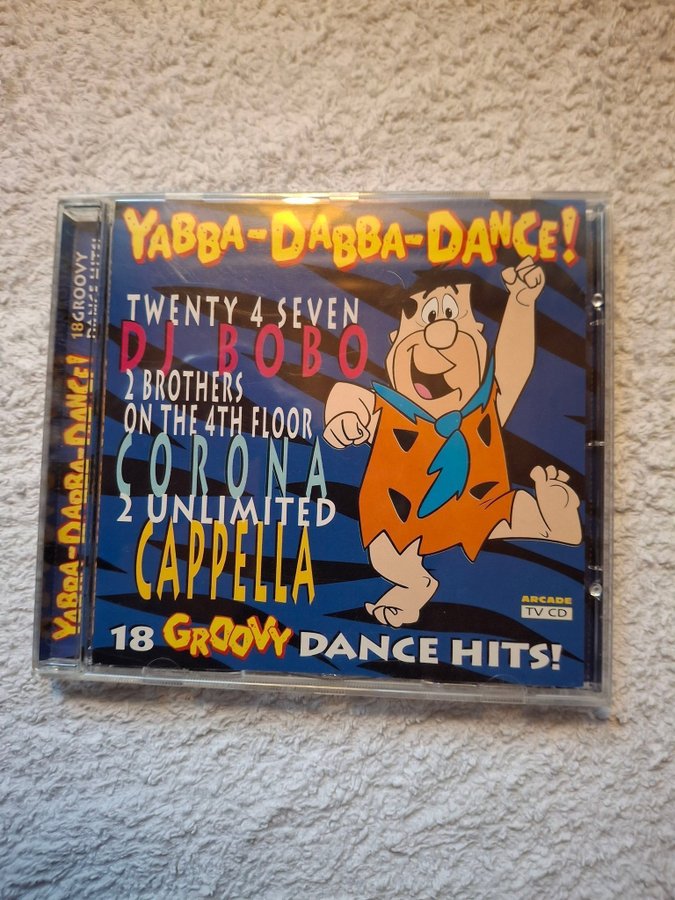 YABBA-DABBA-DANCE!
TWENTY 4 SEVEN
DJ BOBO
2 BROTHERS
ON THE 4TH FLOOR
CORONA
2 UNLIMITED
CAPPELLA
ARCADE
TV CD
18 GROOVY DANCE HITS!
YABBA-DABBA-DANCE! 18 GROOVY